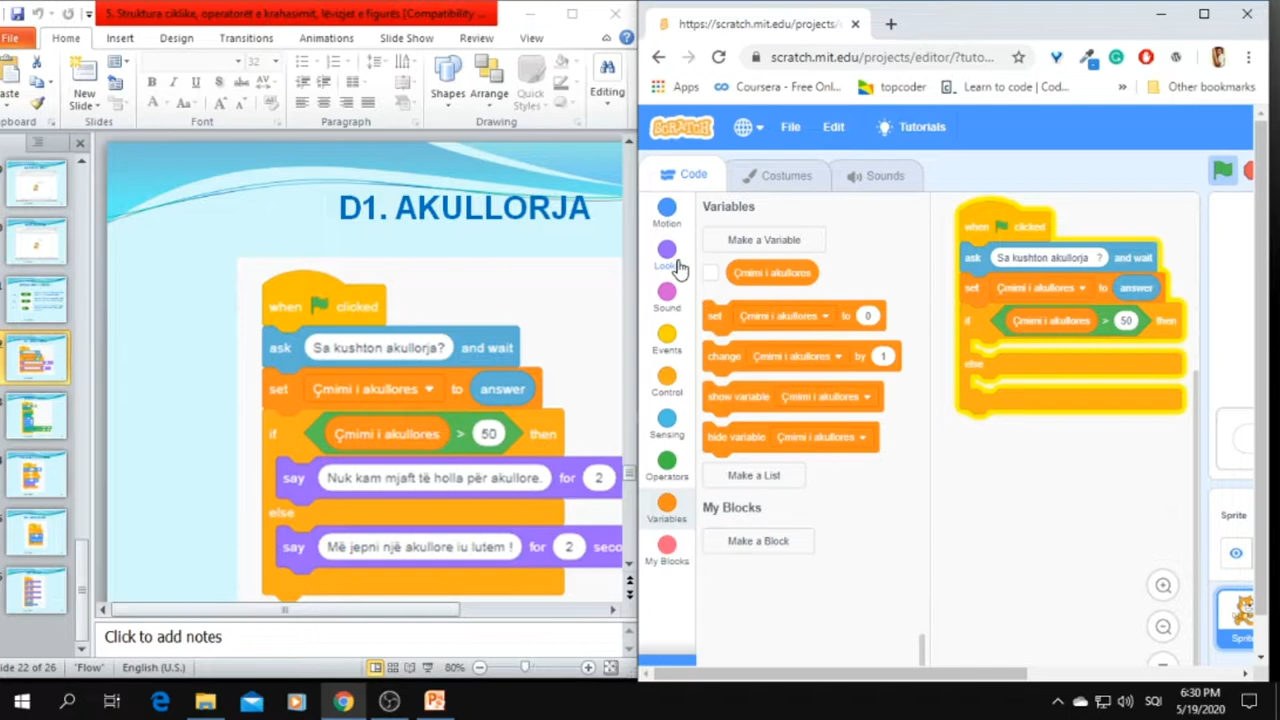 5. Struktura ciklike, operatorët e krahasimit, lëvizjet e figurës [Compatibility
File Home Insert Design Transitions Animations Slide Show Review View
New
Slide
Shapes Arrange Quick
Styles
Editing
Slides Font Paragraph Drawing
32
D1. AKULLORJA
when clicked
ask Sa kushton akullorja? and wait
set Çmimi i akullores to answer
if Çmimi i akullores > 50 then
say Nuk kam mjaft të holla për akullore. for 2
else
say Më jepni një akullore iu lutem ! for 2
Click to add notes
"Flow" English (U.S.) 80%
https://scratch.mit.edu/projects/
scratch.mit.edu/projects/editor/?tuto...
Apps Coursera - Free Onl... topcoder Learn to code | Cod... » Other bookmarks
SCRATCH File Edit Tutorials
Code Costumes Sounds
Motion
Sound
Events
Control
Sensing
Operators
Variables
My Blocks
Variables
Make a Variable
Çmimi i akullores
set Çmimi i akullores to 0
change Çmimi i akullores by 1
show variable Çmimi i akullores
hide variable Çmimi i akullores
Make a List
My Blocks
Make a Block
when clicked
ask Sa kushton akullorja ? and wait
set Çmimi i akullores to answer
if Çmimi i akullores > 50 then
else
Sprite
SQI
6:30 PM
5/19/2020